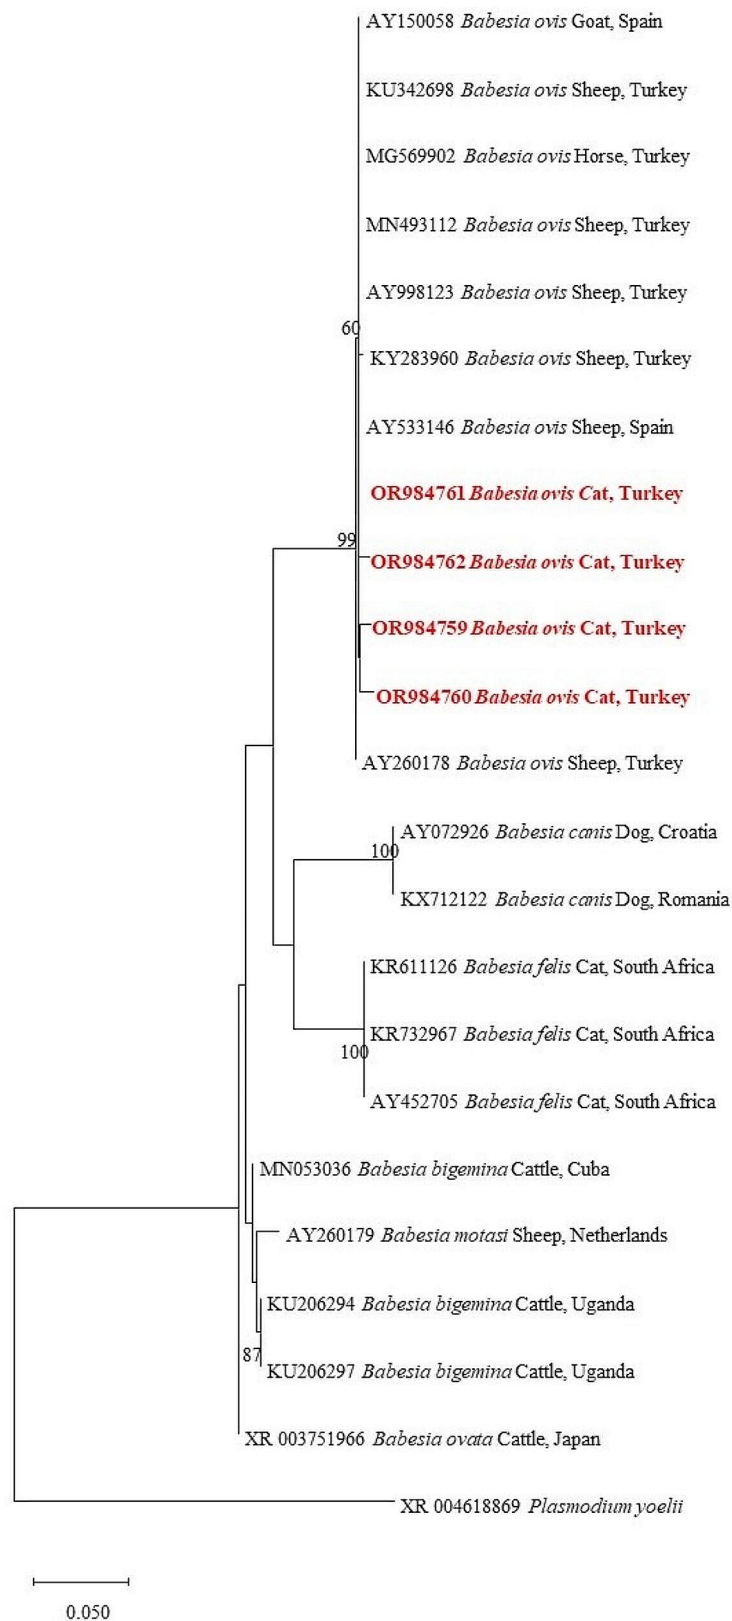 AY150058 Babesia ovis Goat, Spain
KU342698 Babesia ovis Sheep, Turkey
MG569902 Babesia ovis Horse, Turkey
MN493112 Babesia ovis Sheep, Turkey
AY998123 Babesia ovis Sheep, Turkey
60
KY283960 Babesia ovis Sheep, Turkey
AY533146 Babesia ovis Sheep, Spain
OR984761 Babesia ovis Cat, Turkey
99
OR984762 Babesia ovis Cat, Turkey
OR984759 Babesia ovis Cat, Turkey
OR984760 Babesia ovis Cat, Turkey
AY260178 Babesia ovis Sheep, Turkey
AY072926 Babesia canis Dog, Croatia
100
KX712122 Babesia canis Dog, Romania
KR611126 Babesia felis Cat, South Africa
KR732967 Babesia felis Cat, South Africa
100
AY452705 Babesia felis Cat, South Africa
MN053036 Babesia bigemina Cattle, Cuba
AY260179 Babesia motasi Sheep, Netherlands
KU206294 Babesia bigemina Cattle, Uganda
87
KU206297 Babesia bigemina Cattle, Uganda
XR 003751966 Babesia ovata Cattle, Japan
XR 004618869 Plasmodium yoelii
0.050